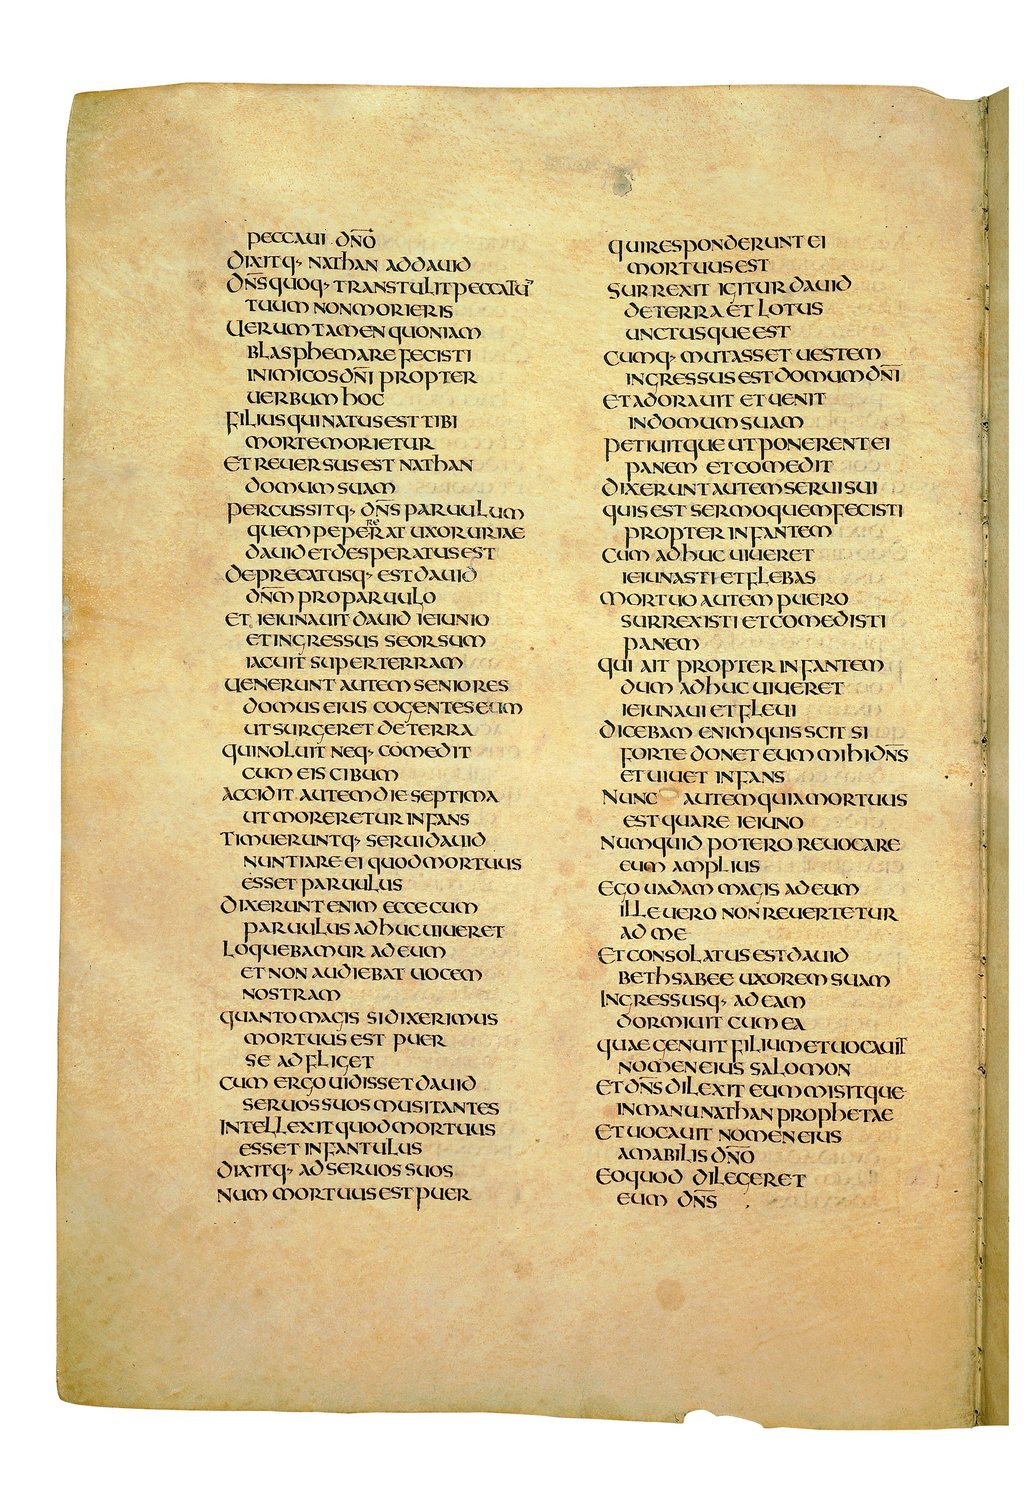 PECCAUI DN̅O
DIXITQ· NATHAN AD DAUID
DN̅S QUOQ· TRANSTULIT PECCATU̅
TUUM NON MORIERIS
UERUM TAMEN QUONIAM
BLASPHEMARE FECISTI
INIMICOS DN̅I PROPTER
UERBUM HOC
FILIUS QUI NATUS EST TIBI
MORTE MORIETUR
ET REUERSUS EST NATHAN
DOMUM SUAM
PERCUSSITQ· DN̅S PARUULUM
QUEM PEPERERAT UXOR URIAE
DAUID ET DESPERATUS EST
DEPRECATUSQ· EST DAUID
DN̅M PRO PARUULO
ET IEIUNAUIT DAUID IEIUNIO
ET INGRESSUS SEORSUM
IACUIT SUPER TERRAM
UENERUNT AUTEM SENIORES
DOMUS EIUS COGENTES EUM
UT SURGERET DE TERRA
QUI NOLUIT NEQ· COMEDIT
CUM EIS CIBUM
ACCIDIT AUTEM DIE SEPTIMA
UT MORERETUR INFANS
TIMUERUNTQ· SERUI DAUID
NUNTIARE EI QUOD MORTUUS
ESSET PARUULUS
DIXERUNT ENIM ECCE CUM
PARUULUS ADHUC UIUERET
LOQUEBAMUR AD EUM
ET NON AUDIEBAT UOCEM
NOSTRAM
QUANTO MAGIS SI DIXERIMUS
MORTUUS EST PUER
SE ADFLIGET
CUM ERGO UIDISSET DAUID
SERUOS SUOS MUSITANTES
INTELLEXIT QUOD MORTUUS
ESSET INFANTULUS
DIXITQ· AD SERUOS SUOS
NUM MORTUUS EST PUER
QUI RESPONDERUNT EI
MORTUUS EST
SURREXIT IGITUR DAUID
DE TERRA ET LOTUS
UNCTUSQUE EST
CUMQ· MUTASSET UESTEM
INGRESSUS EST DOMUM DN̅I
ET ADORAUIT ET UENIT
IN DOMUM SUAM
PETIUITQUE UT PONERENT EI
PANEM ET COMEDIT
DIXERUNT AUTEM SERUI SUI
QUIS EST SERMO QUEM FECISTI
PROPTER INFANTEM
CUM ADHUC UIUERET
IEIUNASTI ET FLEBAS
MORTUO AUTEM PUERO
SURREXISTI ET COMEDISTI
PANEM
QUI AIT PROPTER INFANTEM
DUM ADHUC UIUERET
IEIUNAUI ET FLEUI
DICEBAM ENIM QUIS SCIT SI
FORTE DONET EUM MIHI DN̅S
ET UIUET INFANS
NUNC AUTEM QUIA MORTUUS
EST QUARE IEIUNO
NUMQUID POTERO REUOCARE
EUM AMPLIUS
EGO UADAM MAGIS AD EUM
ILLE UERO NON REUERTETUR
AD ME
ET CONSOLATUS EST DAUID
BETHSABEE UXOREM SUAM
INGRESSUSQ· AD EAM
DORMIUIT CUM EA
QUAE GENUIT FILIUM ET UOCAUIT
NOMEN EIUS SALOMON
ET DN̅S DILEXIT EUM MISITQUE
IN MANU NATHAN PROPHETAE
ET UOCAUIT NOMEN EIUS
AMABILIS DN̅O
EO QUOD DILEGERET
EUM DN̅S